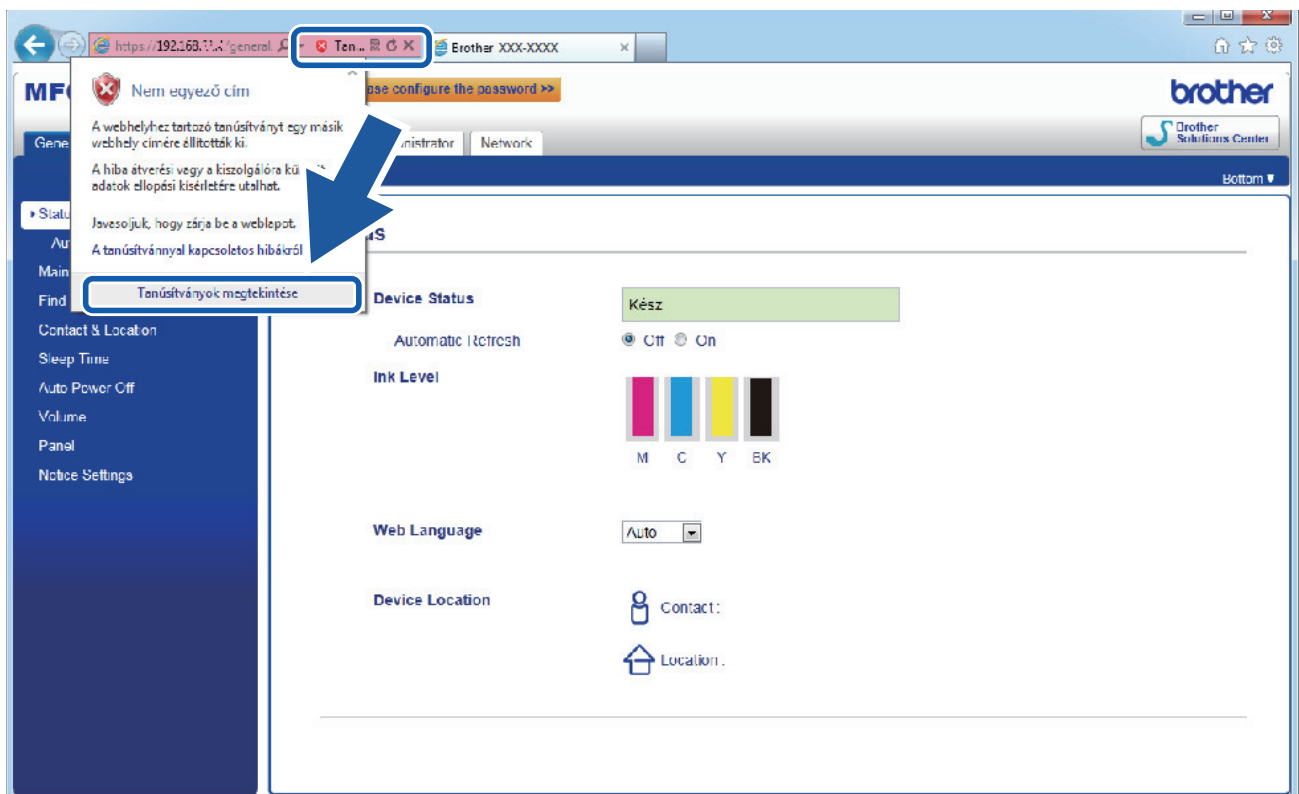 https://192.168. /general.
Ten...
Brother XXX-XXXX
MF
ase configure the password >>
brother
Nem egyező cím
A webhelyhez tartozó tanúsítványt egy másik
webhely címére állították ki.
A hiba átverési vagy a kiszolgálóra kü
adatok ellopási kísérletére utalhat.
Javasoljuk, hogy zárja be a weblapot.
A tanúsítvánnyal kapcsolatos hibákról
Tanúsítványok megtekintése
Gene
nistrator
Network
Brother
Solutions Center
Bottom▼
Statu
Au
Main
Find
Contact & Location
Sleep Time
Auto Power Off
Volume
Panel
Notice Settings
us
Device Status
Kész
Automatic Refresh
Off
On
Ink Level
M C Y BK
Web Language
Auto
Device Location
Contact :
Location :